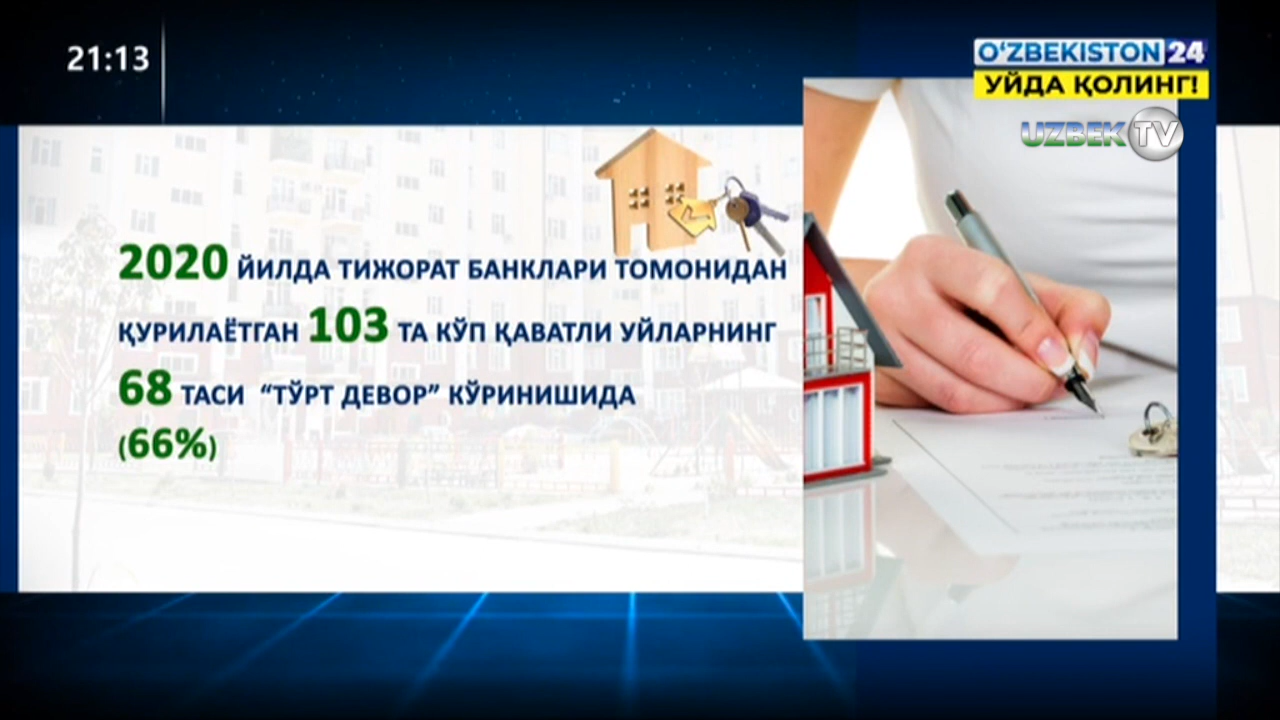 21:13
OʻZBEKISTON 24
УЙДА ҚОЛИНГ!
UZBEK TV
2020 ЙИЛДА ТИЖОРАТ БАНКЛАРИ ТОМОНИДАН
ҚУРИЛАЁТГАН 103 ТА КЎП ҚАВАТЛИ УЙЛАРНИНГ
68 ТАСИ “ТЎРТ ДЕВОР” КЎРИНИШИДА
(66%)